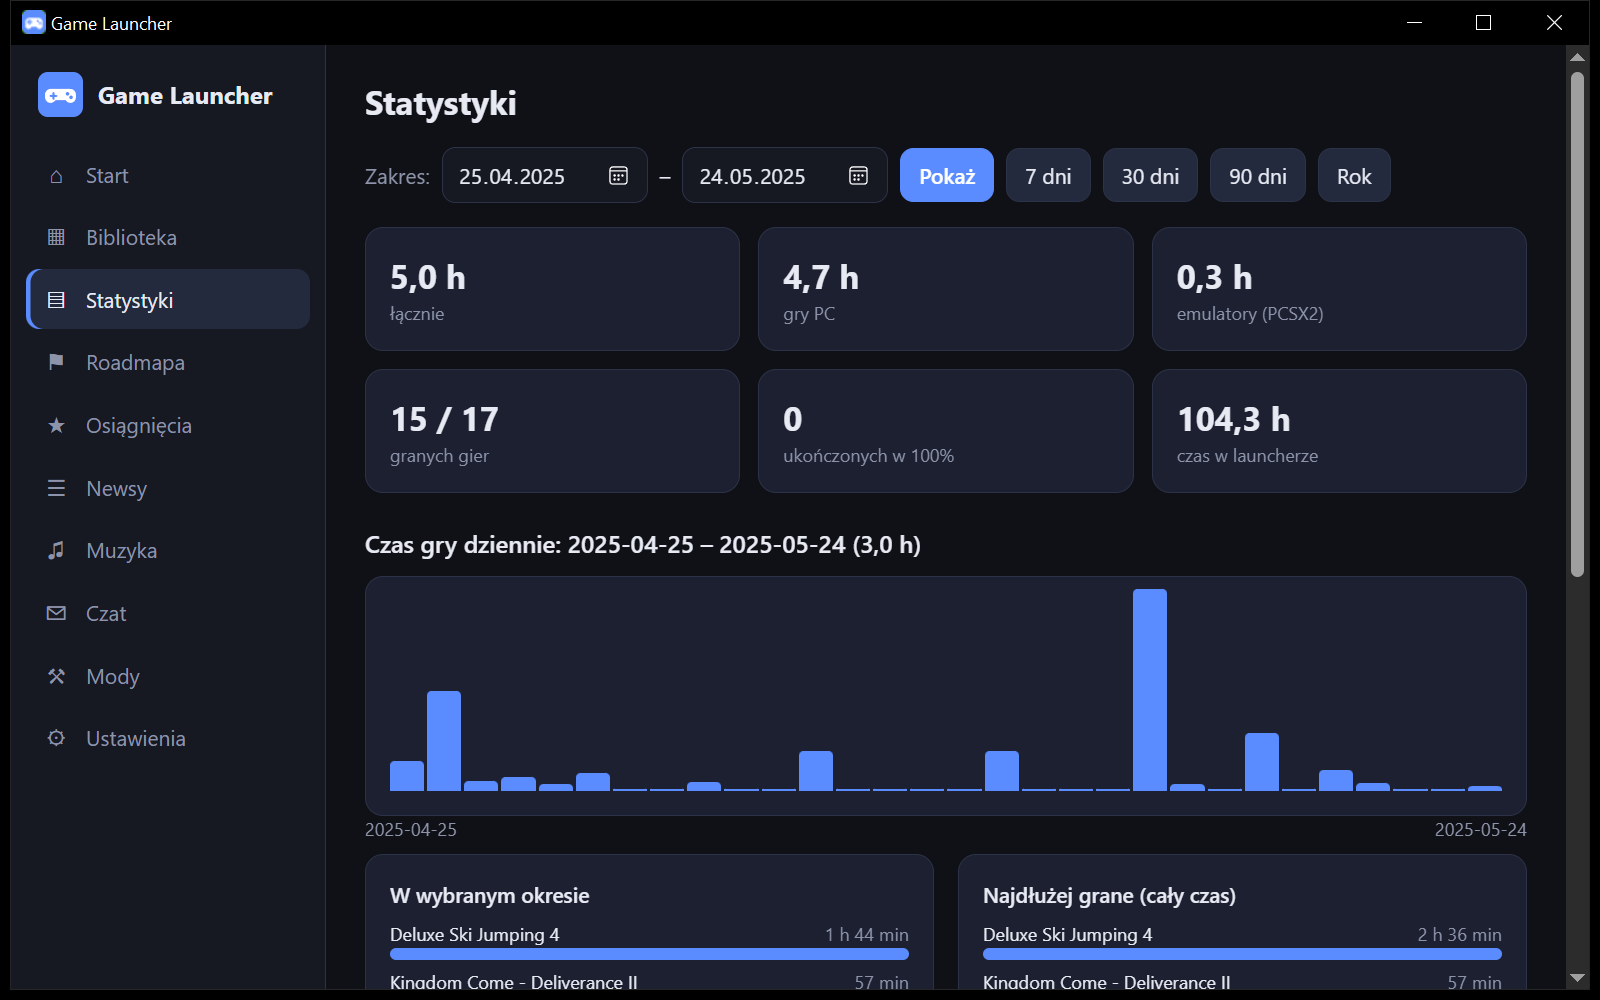 Game Launcher
Game Launcher
Start
Biblioteka
Statystyki
Roadmapa
Osiągnięcia
Newsy
Muzyka
Czat
Mody
Ustawienia
Statystyki
Zakres: 25.04.2025 – 24.05.2025 Pokaż 7 dni 30 dni 90 dni Rok
5,0 h
łącznie
4,7 h
gry PC
0,3 h
emulatory (PCSX2)
15 / 17
granych gier
0
ukończonych w 100%
104,3 h
czas w launcherze
Czas gry dziennie: 2025-04-25 – 2025-05-24 (3,0 h)
2025-04-25 2025-05-24
W wybranym okresie
Deluxe Ski Jumping 4 1 h 44 min
Kingdom Come - Deliverance II 57 min
Najdłużej grane (cały czas)
Deluxe Ski Jumping 4 2 h 36 min
Kingdom Come - Deliverance II 57 min